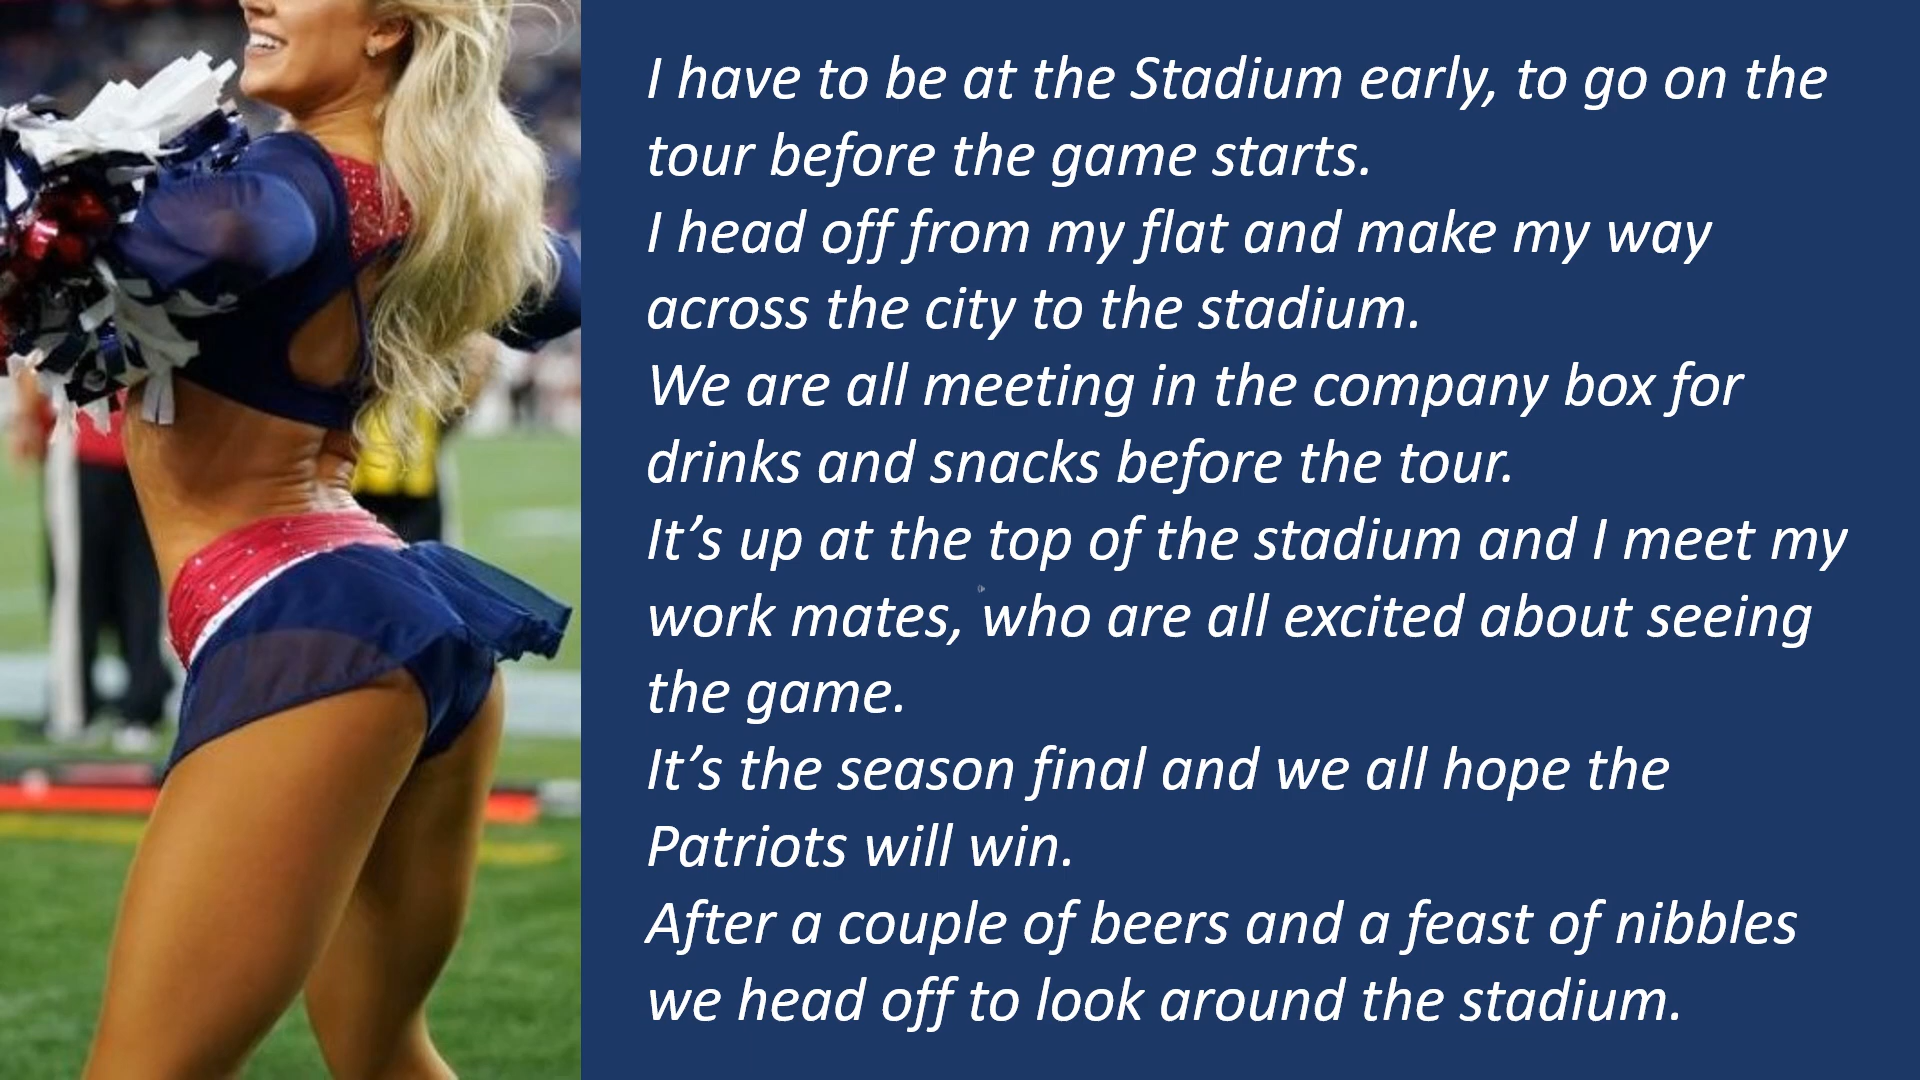 I have to be at the Stadium early, to go on the
tour before the game starts.
I head off from my flat and make my way
across the city to the stadium.
We are all meeting in the company box for
drinks and snacks before the tour.
It’s up at the top of the stadium and I meet my
work mates, who are all excited about seeing
the game.
It’s the season final and we all hope the
Patriots will win.
After a couple of beers and a feast of nibbles
we head off to look around the stadium.